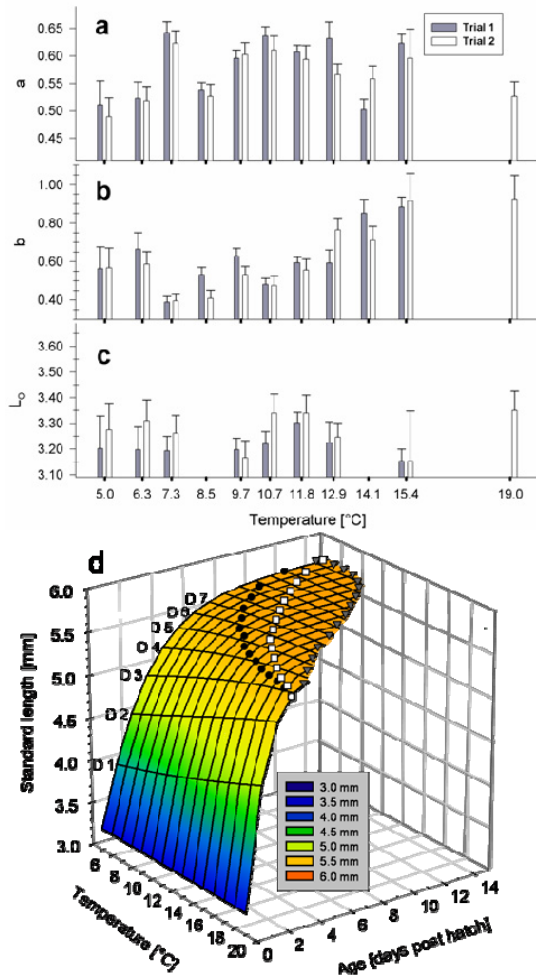 a
Trial 1
Trial 2
0.65
0.60
0.55
0.50
0.45
a
b
1.00
0.80
0.60
0.40
b
c
3.60
3.50
3.40
3.30
3.20
3.10
L₀
5.0 6.3 7.3 8.5 9.7 10.7 11.8 12.9 14.1 15.4 19.0
Temperature [°C]
d
6.0
5.5
5.0
4.5
4.0
3.5
3.0
Standard length [mm]
D7
D6
D5
D4
D3
D2
D1
3.0 mm
3.5 mm
4.0 mm
4.5 mm
5.0 mm
5.5 mm
6.0 mm
6 8 10 12 14 16 18 20
Temperature [°C]
0 2 4 6 8 10 12 14
Age [days post hatch]